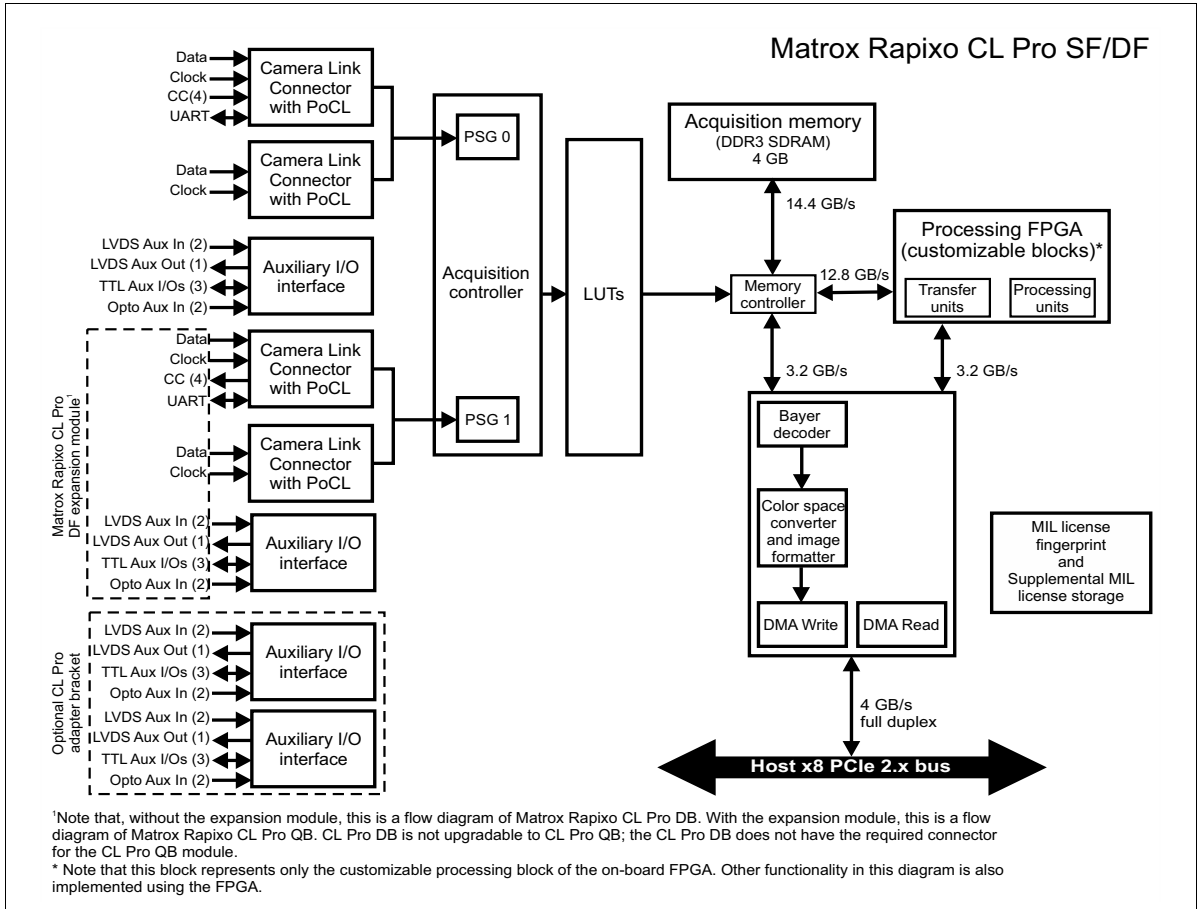 Matrox Rapixo CL Pro SF/DF
Data
Clock
CC(4)
UART
Camera Link
Connector
with PoCL
Data
Clock
Camera Link
Connector
with PoCL
LVDS Aux In (2)
LVDS Aux Out (1)
TTL Aux I/Os (3)
Opto Aux In (2)
Auxiliary I/O
interface
Matrox Rapixo CL Pro
DF expansion module¹
Data
Clock
CC (4)
UART
Camera Link
Connector
with PoCL
Data
Clock
Camera Link
Connector
with PoCL
LVDS Aux In (2)
LVDS Aux Out (1)
TTL Aux I/Os (3)
Opto Aux In (2)
Auxiliary I/O
interface
Optional CL Pro
adapter bracket
LVDS Aux In (2)
LVDS Aux Out (1)
TTL Aux I/Os (3)
Opto Aux In (2)
Auxiliary I/O
interface
LVDS Aux In (2)
LVDS Aux Out (1)
TTL Aux I/Os (3)
Opto Aux In (2)
Auxiliary I/O
interface
PSG 0
Acquisition
controller
PSG 1
LUTs
Acquisition memory
(DDR3 SDRAM)
4 GB
14.4 GB/s
Memory
controller
12.8 GB/s
Processing FPGA
(customizable blocks)*
Transfer
units
Processing
units
3.2 GB/s
3.2 GB/s
Bayer
decoder
Color space
converter
and image
formatter
DMA Write
DMA Read
MIL license
fingerprint
and
Supplemental MIL
license storage
4 GB/s
full duplex
Host x8 PCIe 2.x bus
¹Note that, without the expansion module, this is a flow diagram of Matrox Rapixo CL Pro DB. With the expansion module, this is a flow
diagram of Matrox Rapixo CL Pro QB. CL Pro DB is not upgradable to CL Pro QB; the CL Pro DB does not have the required connector
for the CL Pro QB module.
* Note that this block represents only the customizable processing block of the on-board FPGA. Other functionality in this diagram is also
implemented using the FPGA.